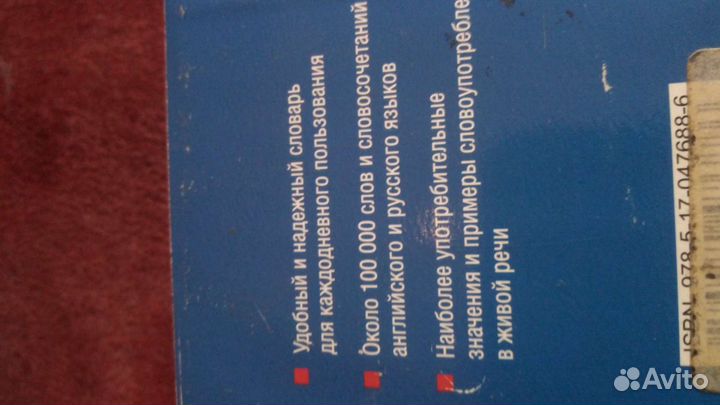 Удобный и надежный словарь
для каждодневного пользования
Около 100 000 слов и словосочетаний
английского и русского языков
Наиболее употребительные
значения и примеры словоупотребле
в живой речи
ISBN 978-5-17-047688-6
Avito